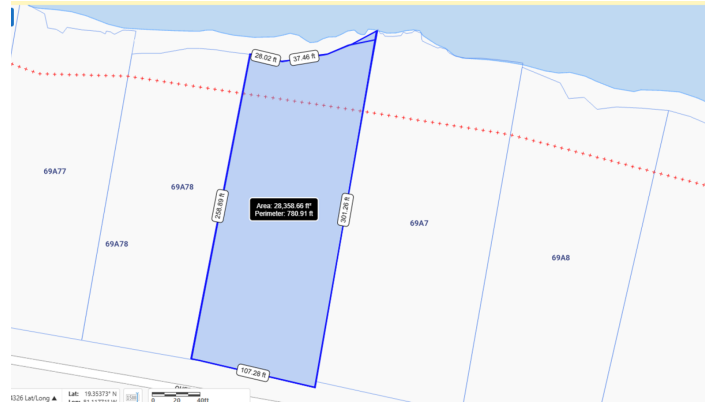 28.02 ft
37.46 ft
69A77
69A78
258.89 ft
Area: 28,358.66 ft²
Perimeter: 780.91 ft
301.26 ft
69A7
69A78
69A8
107.28 ft
4326 Lat/Long ▲
Lat: 19.35373° N
0 20 40ft